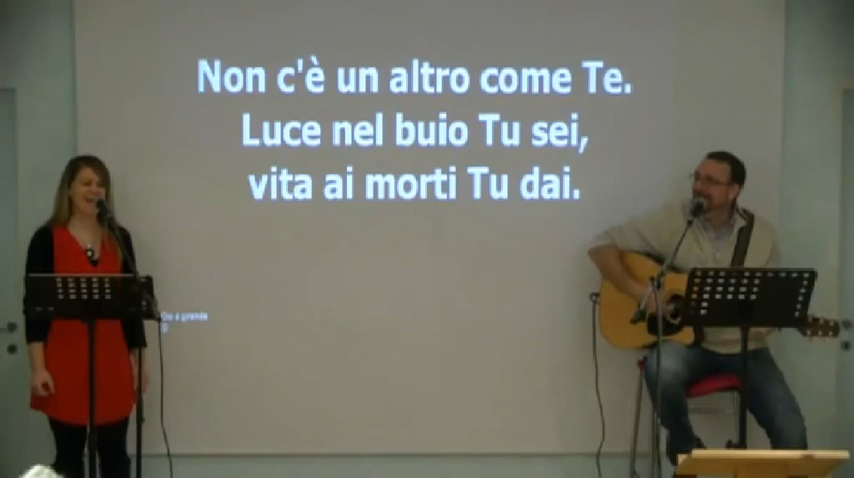 Non c'è un altro come Te.
Luce nel buio Tu sei,
vita ai morti Tu dai.